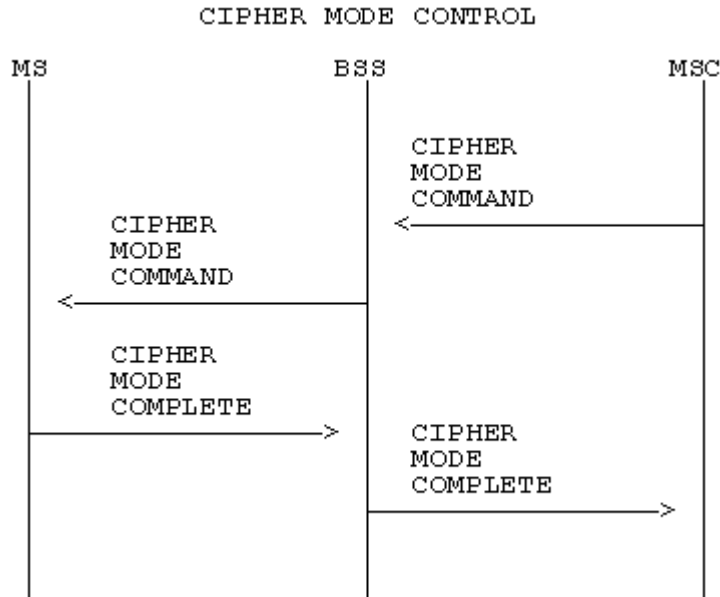 CIPHER MODE CONTROL
MS BSS MSC
CIPHER
MODE
COMMAND
CIPHER
MODE
COMMAND
CIPHER
MODE
COMPLETE
CIPHER
MODE
COMPLETE